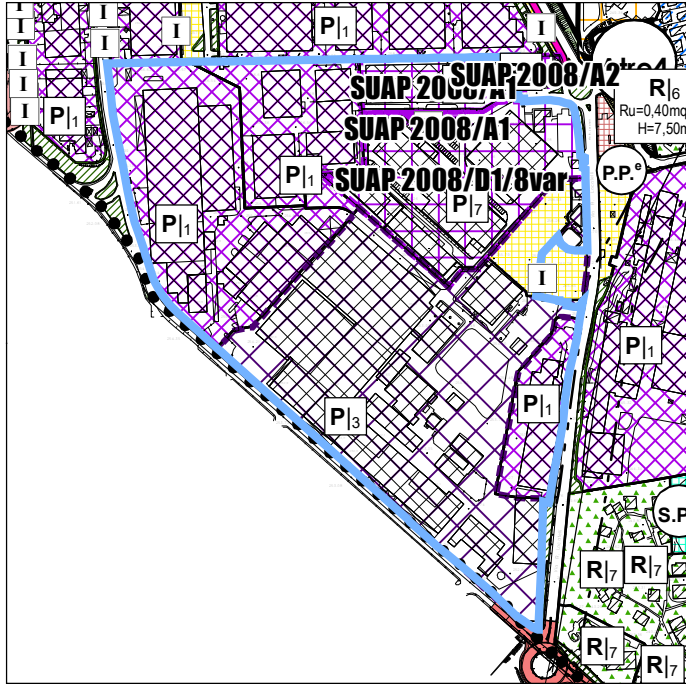 I
I
I
I
I
I
P|1
I
tro4
SUAP 2008/A2
SUAP 2008/A1
R|6
Ru=0,40mq
H=7,50m
P|1
SUAP 2008/A1
P.P.e
P|1
SUAP 2008/D1/8var
P|7
P|1
I
P|1
P|1
P|3
S.P
R|7
R|7
R|7
R|7